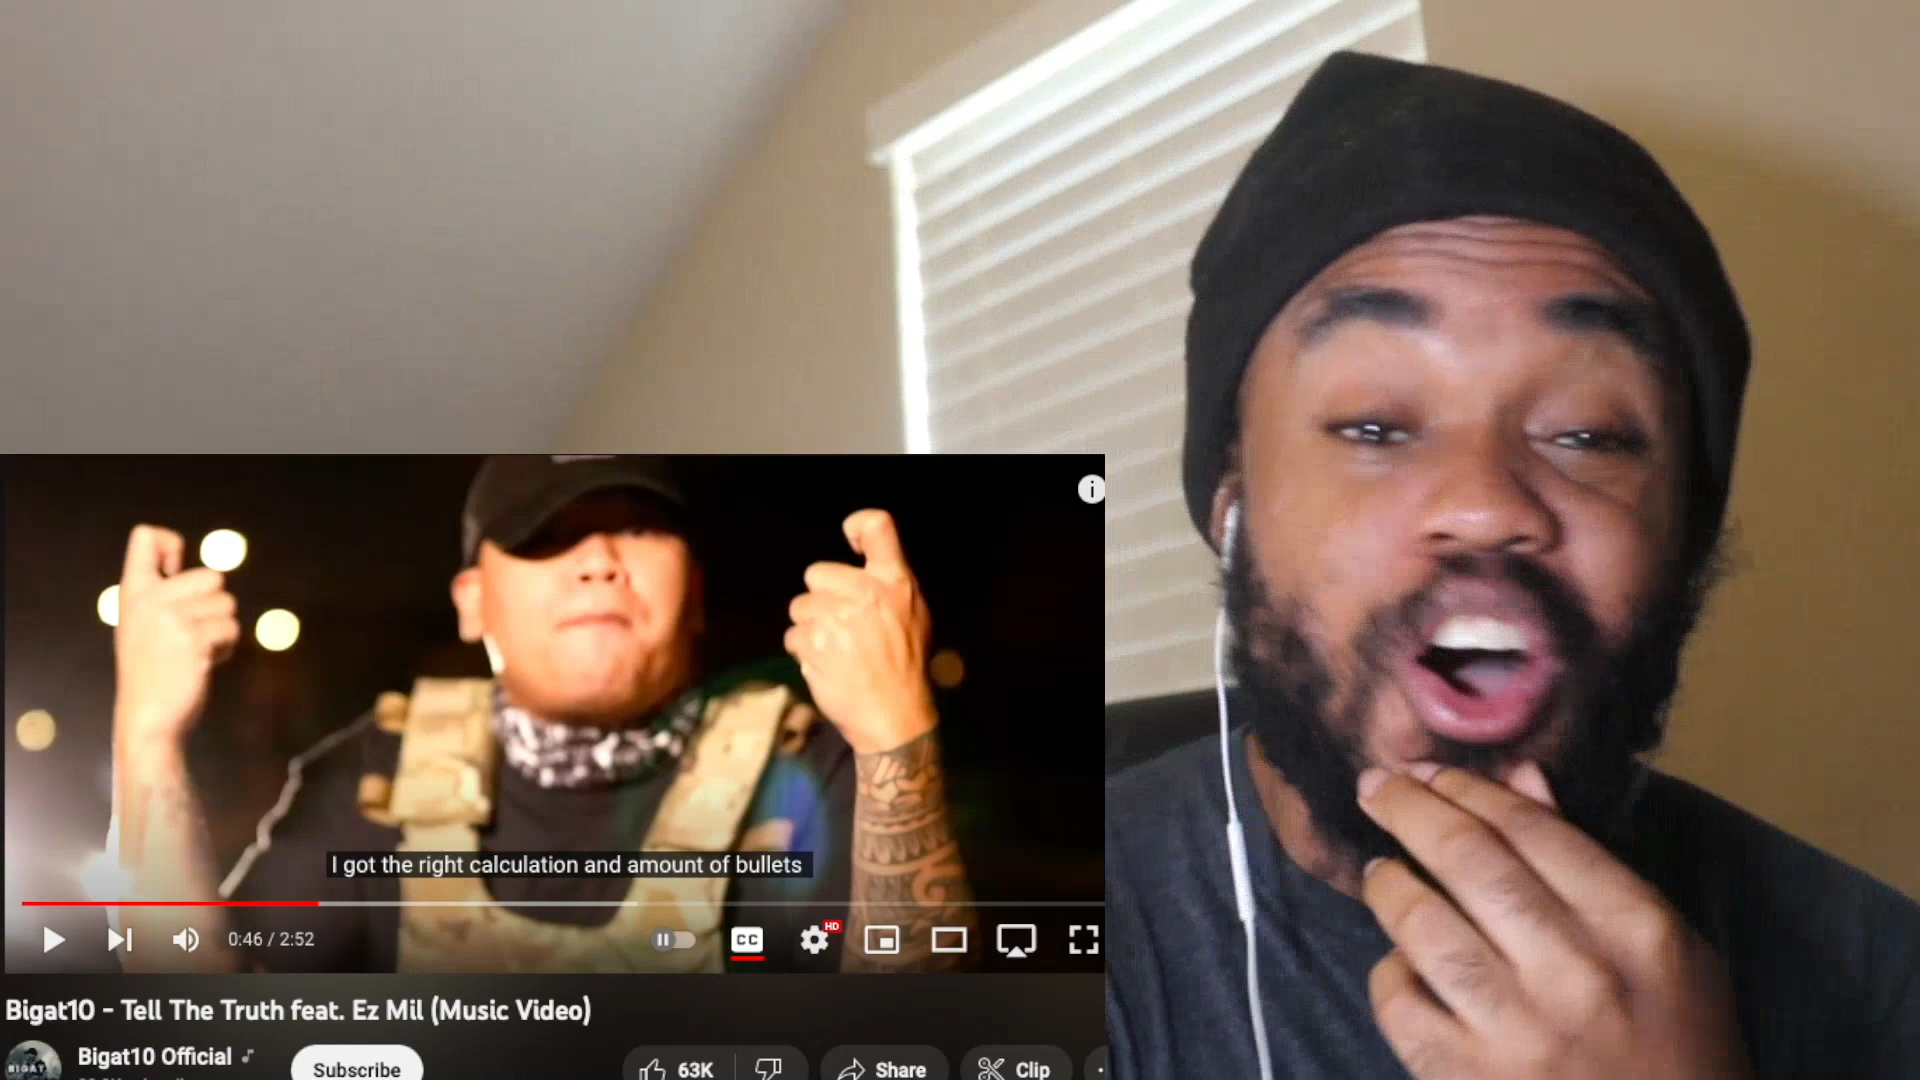 I got the right calculation and amount of bullets
0:46 / 2:52
CC
HD
Bigat10 - Tell The Truth feat. Ez Mil (Music Video)
Bigat10 Official
Subscribe
63K
Share
Clip